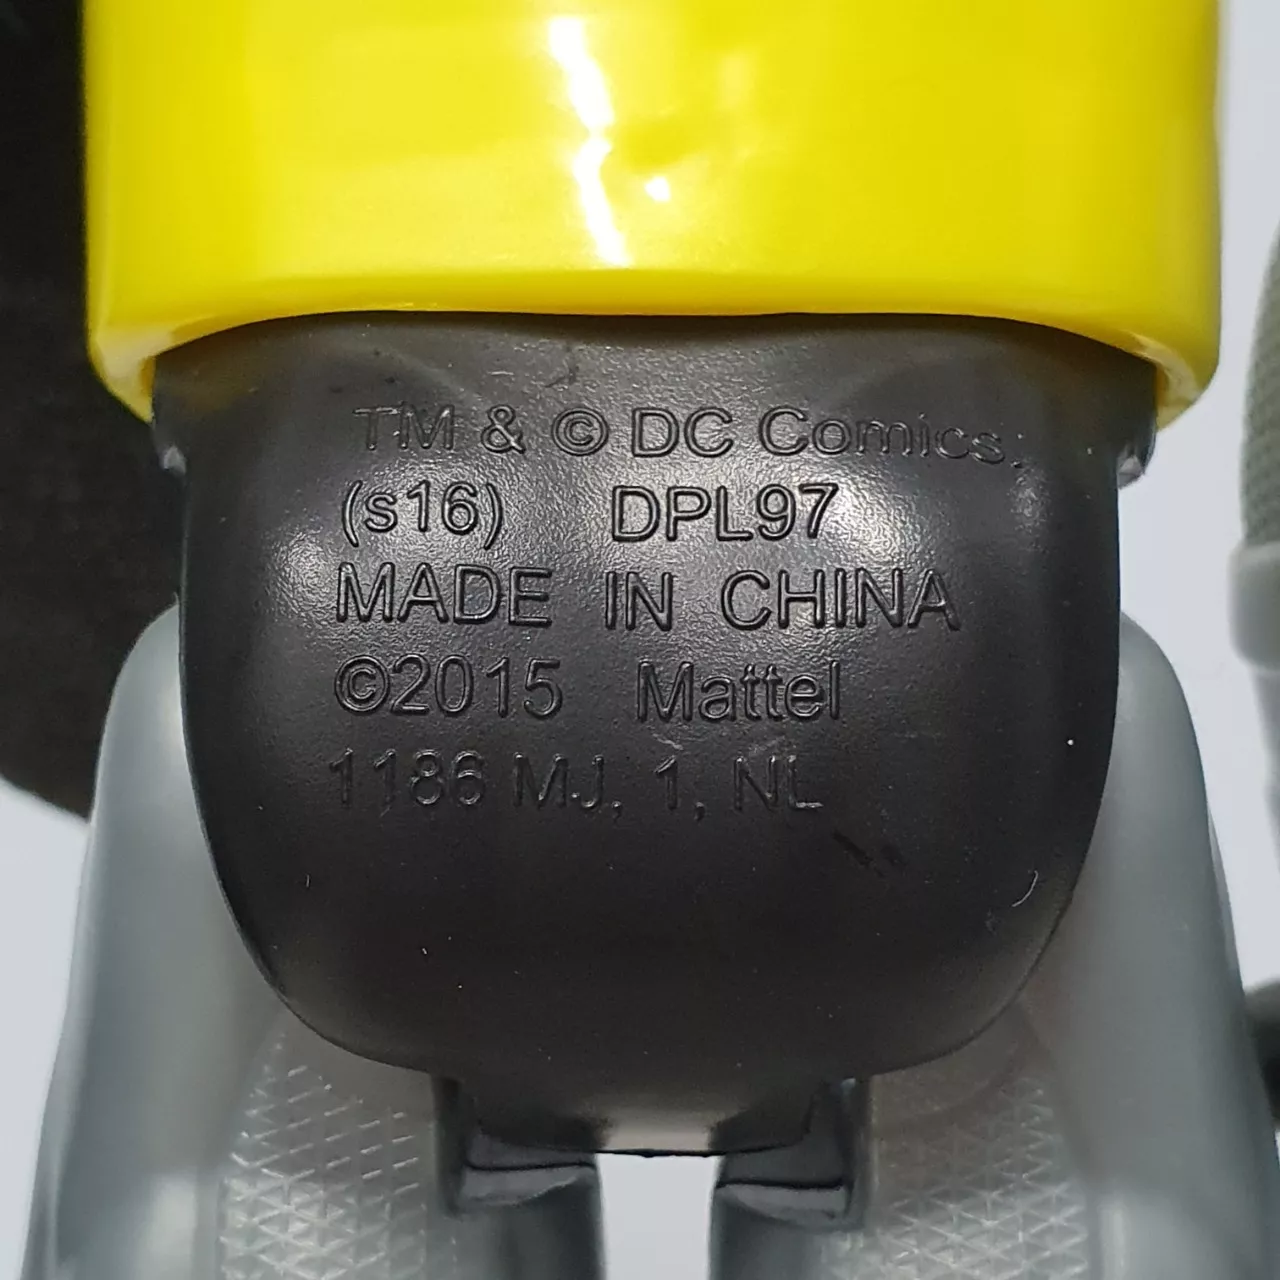 TM & © DC Comics.
(s16) DPL97
MADE IN CHINA
©2015 Mattel
1186 MJ, 1, NL